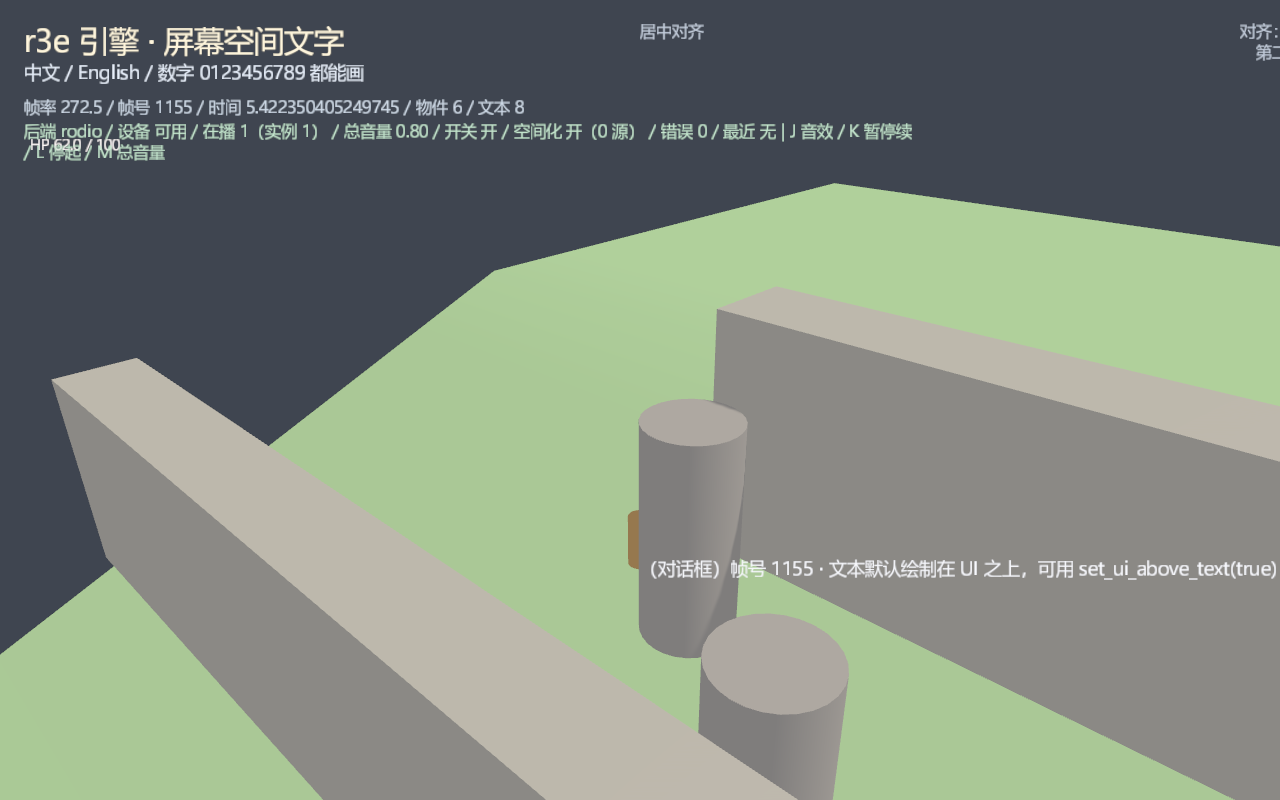 r3e 引擎 · 屏幕空间文字
居中对齐
对齐：
第二
中文 / English / 数字 0123456789 都能画
帧率 272.5 / 帧号 1155 / 时间 5.422350405249745 / 物件 6 / 文本 8
后端 rodio / 设备 可用 / 在播 1（实例 1） / 总音量 0.80 / 开关 开 / 空间化 开（0 源） / 错误 0 / 最近 无 | J 音效 / K 暂停续
/ L 停起 / M 总音量
HP 620 / 100
（对话框）帧号 1155 · 文本默认绘制在 UI 之上，可用 set_ui_above_text(true)